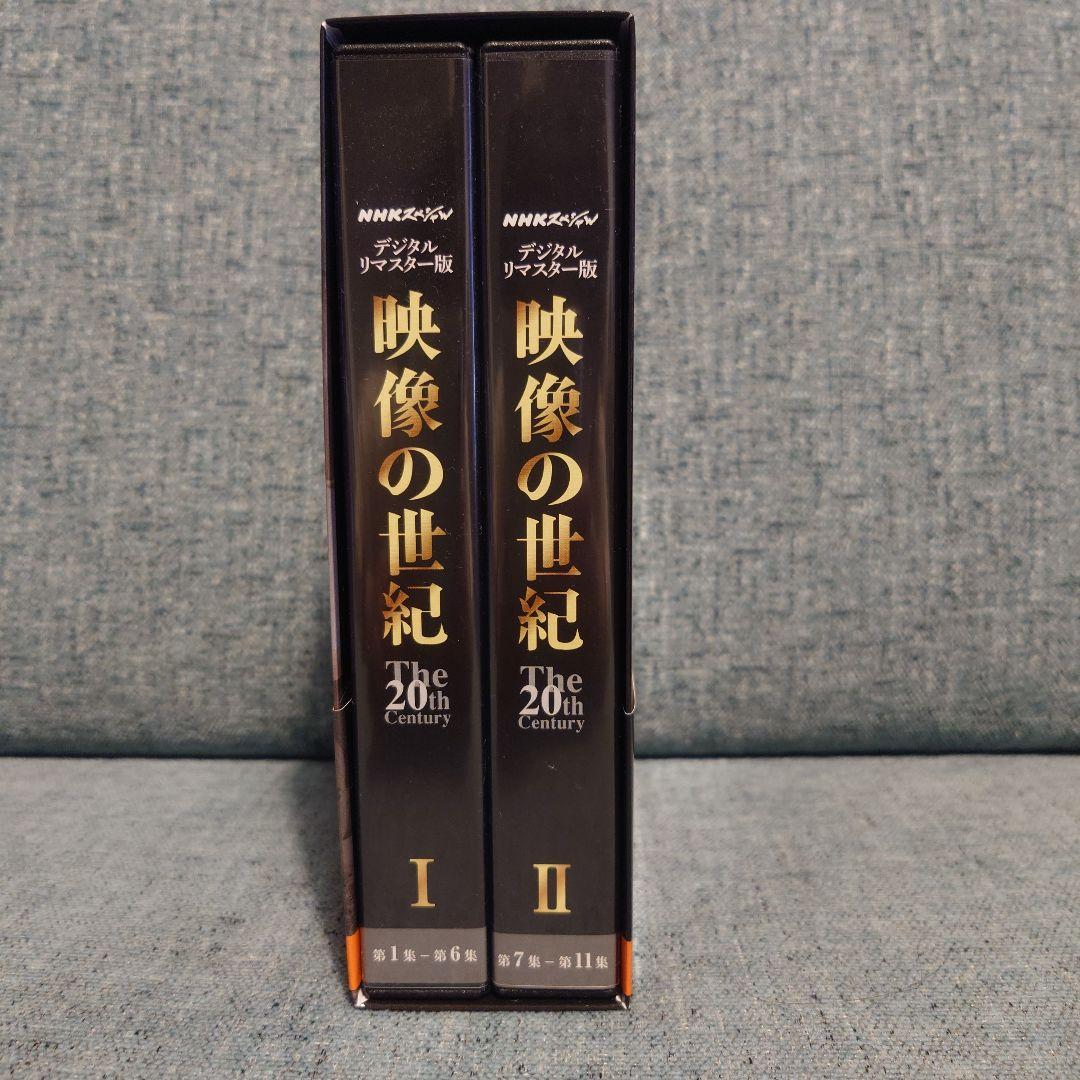 NHKスペシャル
デジタル
リマスター版
映像の世紀
The
20th
Century
I
第1集－第6集
NHKスペシャル
デジタル
リマスター版
映像の世紀
The
20th
Century
II
第7集－第11集